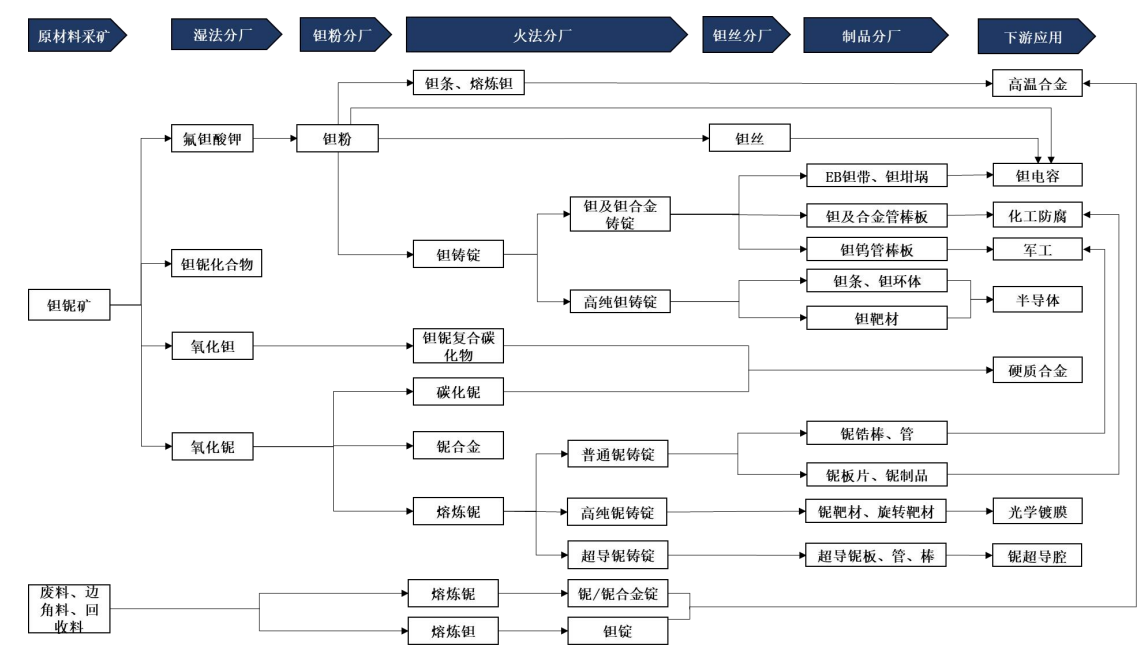 原材料采矿
湿法分厂
钽粉分厂
火法分厂
钽丝分厂
制品分厂
下游应用
钽条、熔炼钽
高温合金
氟钽酸钾
钽粉
钽丝
EB钽带、钽坩埚
钽电容
钽及钽合金
铸锭
钽及合金管棒板
化工防腐
钽铸锭
钽钨管棒板
军工
钽铌化合物
钽铌矿
高纯钽铸锭
钽条、钽环体
钽靶材
半导体
氧化钽
钽铌复合碳
化物
碳化铌
硬质合金
氧化铌
铌合金
普通铌铸锭
铌锆棒、管
铌板片、铌制品
熔炼铌
高纯铌铸锭
铌靶材、旋转靶材
光学镀膜
超导铌铸锭
超导铌板、管、棒
铌超导腔
废料、边
角料、回
收料
熔炼铌
铌/铌合金锭
熔炼钽
钽锭